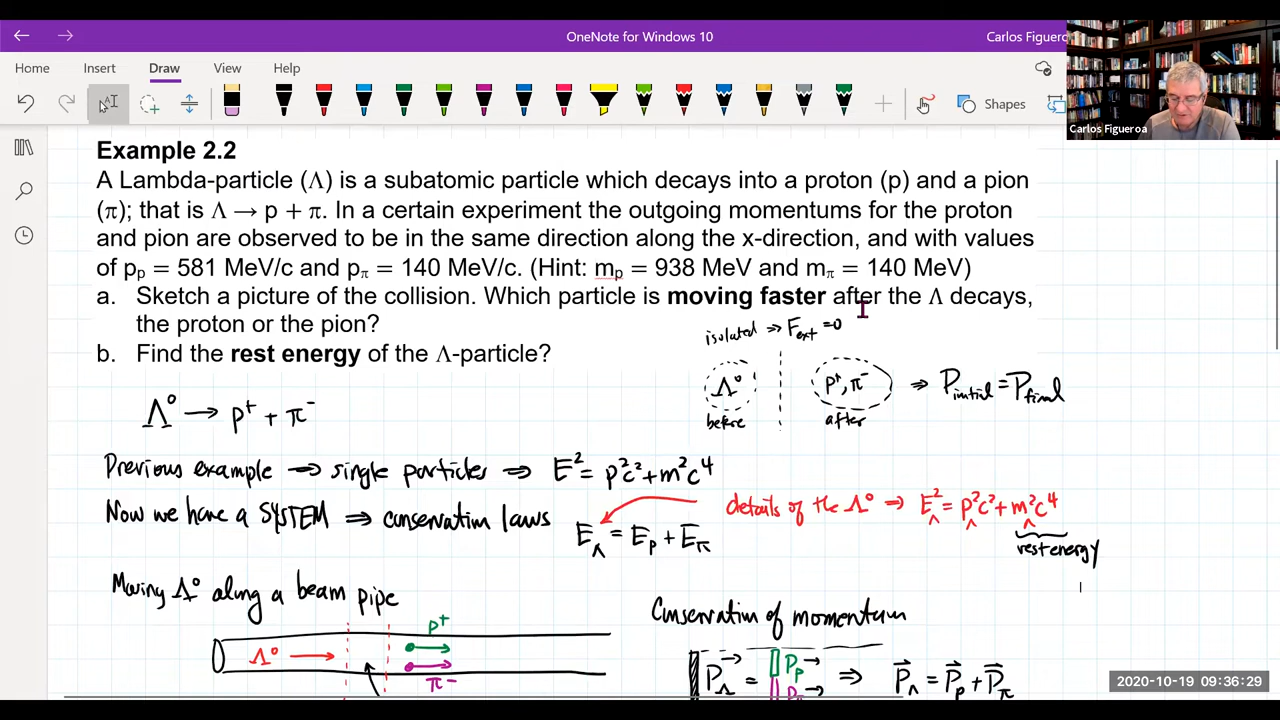 OneNote for Windows 10
Carlos Figuero
Home Insert Draw View Help
Shapes
Carlos Figueroa
Example 2.2
A Lambda-particle (Λ) is a subatomic particle which decays into a proton (p) and a pion
(π); that is Λ → p + π. In a certain experiment the outgoing momentums for the proton
and pion are observed to be in the same direction along the x-direction, and with values
of pp = 581 MeV/c and pπ = 140 MeV/c. (Hint: mp = 938 MeV and mπ = 140 MeV)
a. Sketch a picture of the collision. Which particle is moving faster after the Λ decays,
the proton or the pion?
b. Find the rest energy of the Λ-particle?
isolated ⇒ Fext = 0
Λ° p⁺, π⁻ ⇒ Pinitial = Pfinal
before after
Λ° → p⁺ + π⁻
Previous example → single particles ⇒ E² = p²c² + m²c⁴
Now we have a SYSTEM ⇒ conservation laws
details of the Λ° → E²Λ = p²Λc² + m²Λc⁴
EΛ = Ep + Eπ
rest energy
Moving Λ° along a beam pipe
Conservation of momentum
p⁺
Λ° →
π⁻
PΛ = Pp ⇒ PΛ = Pp + Pπ
2020-10-19 09:36:29